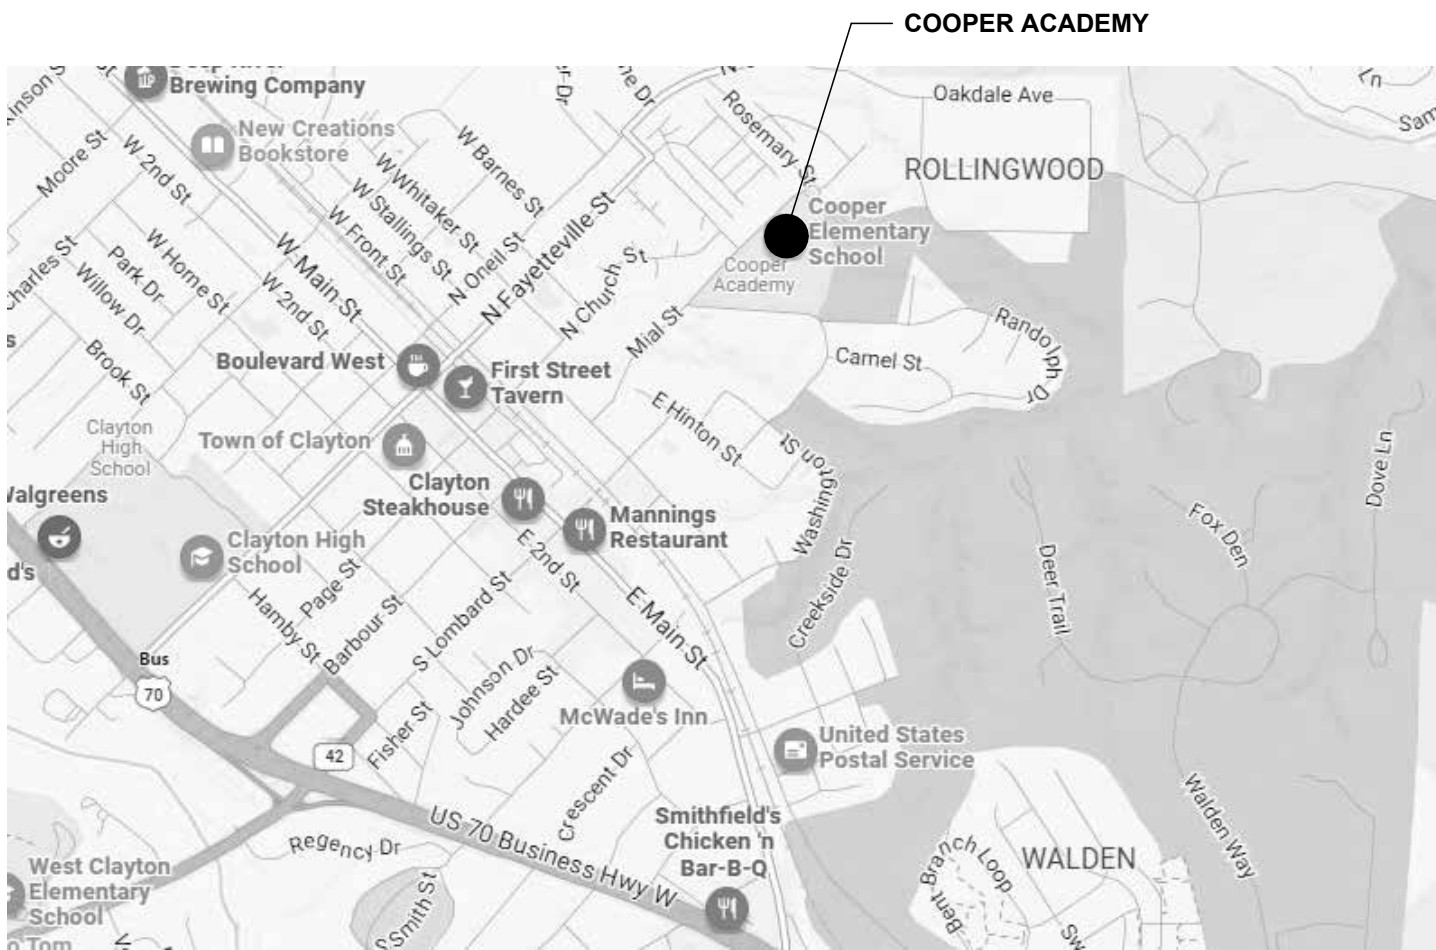 COOPER ACADEMY
Brewing Company
New Creations
Bookstore
Moore St
W 2nd St
W Barnes St
W Whitaker St
W Stallings St
W Front St
Rosemary St
Oakdale Ave
ROLLINGWOOD
Ln
Cooper
Elementary
School
Cooper
Academy
Charles St
Park Dr
Willow Dr
W Horne St
W Main St
W 2nd St
N Oneil St
N Fayetteville St
N Church St
Mial St
Brook St
Boulevard West
First Street
Tavern
Carmel St
Randolph Dr
Clayton
High
School
Town of Clayton
E Hinton St
Washington St
Clayton
Steakhouse
Mannings
Restaurant
Walgreens
Clayton High
School
E 2nd St
E Main St
Creekside Dr
Deer Trail
Fox Den
Dove Ln
Page St
Hamby St
Barbour St
S Lombard St
Johnson Dr
Hardee St
Fisher St
Bus
70
42
McWade's Inn
United States
Postal Service
Crescent Dr
US 70 Business Hwy W
Regency Dr
Smithfield's
Chicken 'n
Bar-B-Q
Walden Way
WALDEN
Bent Branch Loop
West Clayton
Elementary
School
S Smith St